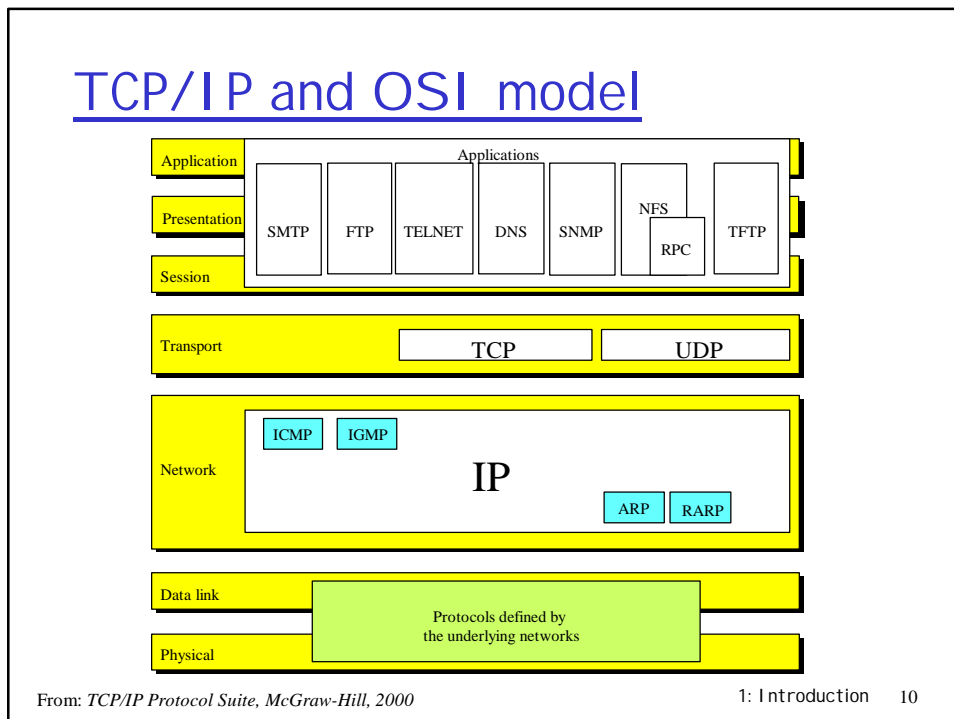 TCP/IP and OSI model
Application
Applications
Presentation
SMTP
FTP
TELNET
DNS
SNMP
NFS
RPC
TFTP
Session
Transport
TCP
UDP
Network
ICMP
IGMP
IP
ARP
RARP
Data link
Protocols defined by
the underlying networks
Physical
From: TCP/IP Protocol Suite, McGraw-Hill, 2000
1: Introduction 10